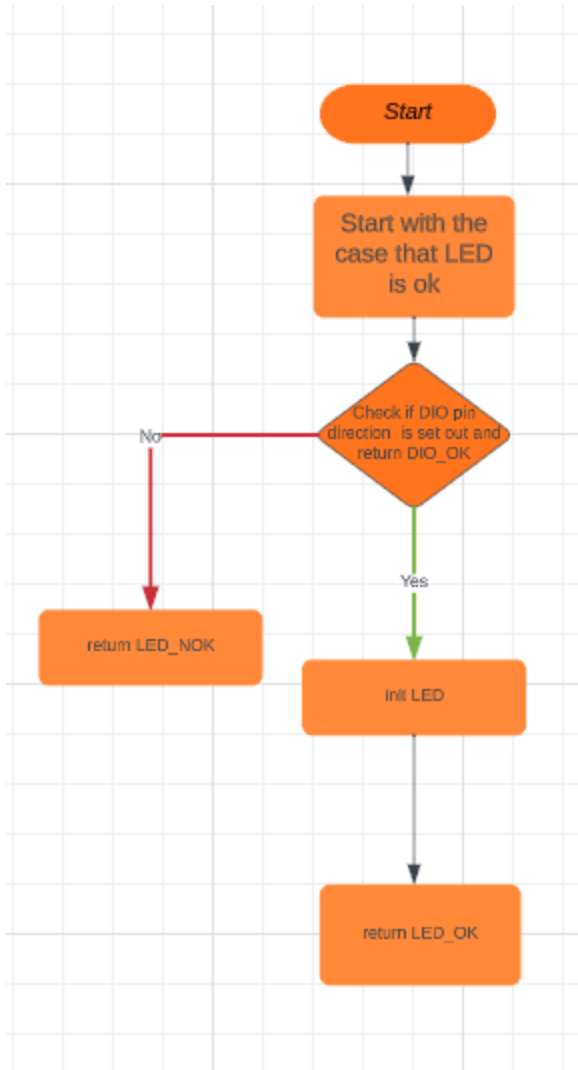 Start
Start with the
case that LED
is ok
Check if DIO pin
direction is set out and
return DIO_OK
No
Yes
return LED_NOK
init LED
return LED_OK